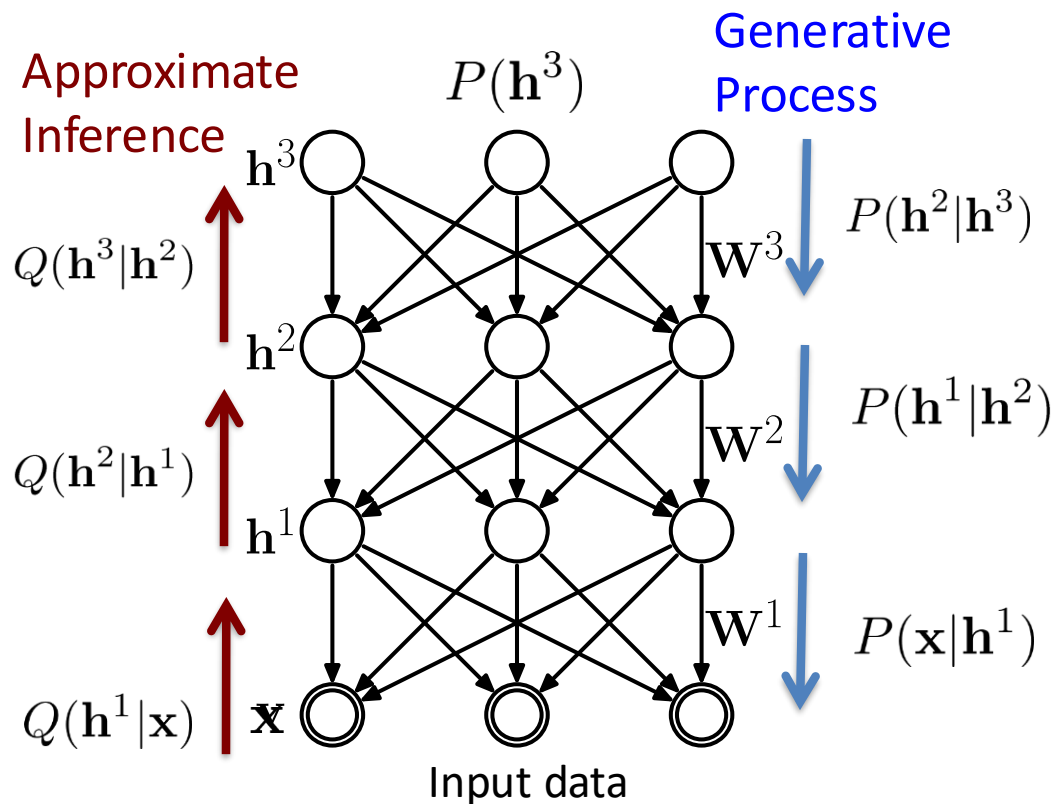 Approximate
Inference
P(h³)
Generative
Process
h³
P(h²|h³)
Q(h³|h²)
W³
h²
P(h¹|h²)
Q(h²|h¹)
W²
h¹
W¹
P(x|h¹)
Q(h¹|x)
x
Input data